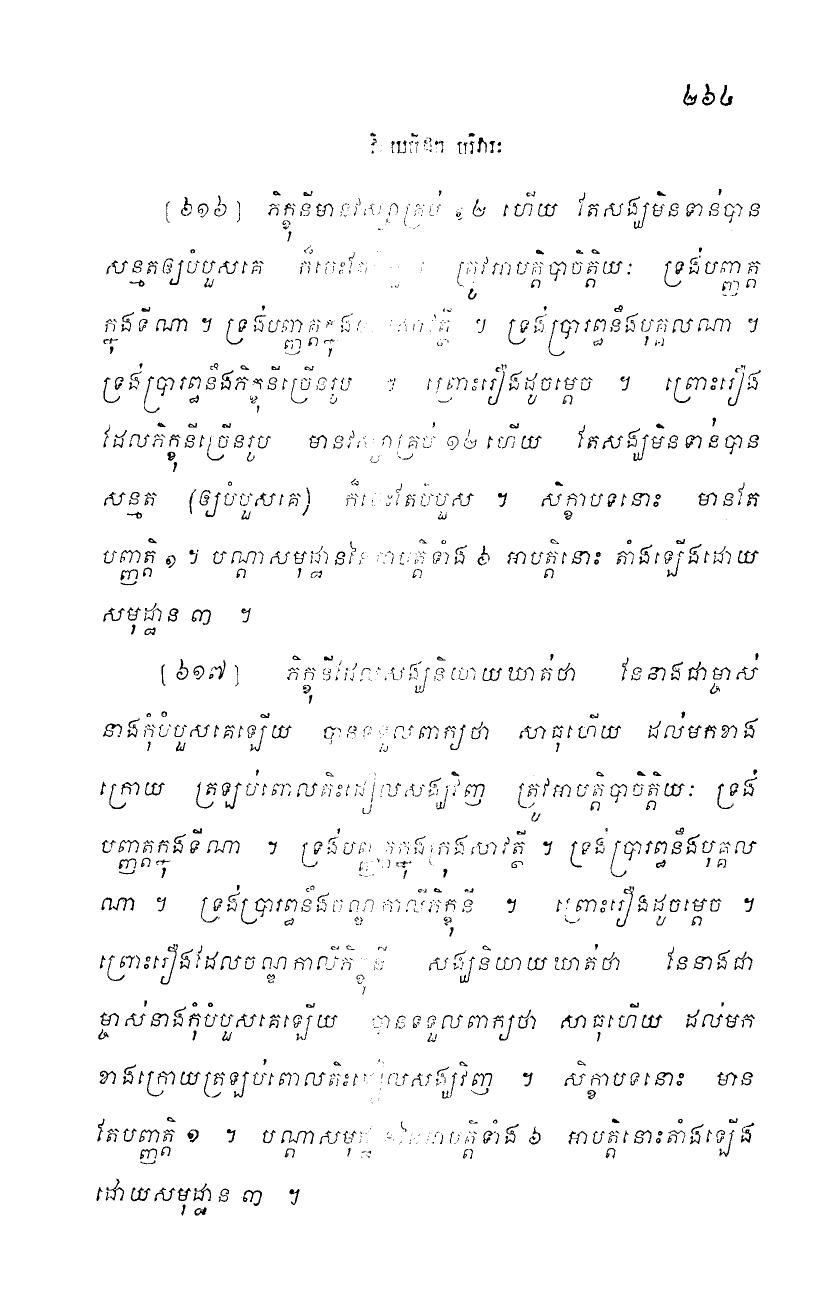 ២៦៤
វិនយបិដក បរិវារៈ
[៦១៦] ភិក្ខុនីមានវស្សាគ្រប់ ១២ ហើយ តែសង្ឃមិនទាន់បាន
សន្មតឲ្យបំបួសគេ ក៏ចេះតែបំបួស ត្រូវអាបត្តិបាចិត្តិយៈ ទ្រង់បញ្ញត្ត
ក្នុងទីណា ។ ទ្រង់បញ្ញត្តក្នុងក្រុងសាវត្ថី ។ ទ្រង់ប្រារព្ធនឹងបុគ្គលណា ។
ទ្រង់ប្រារព្ធនឹងភិក្ខុនីច្រើនរូប ។ ព្រោះរឿងដូចម្តេច ។ ព្រោះរឿង
ដែលភិក្ខុនីច្រើនរូប មានវស្សាគ្រប់ ១២ ហើយ តែសង្ឃមិនទាន់បាន
សន្មត (ឲ្យបំបួសគេ) ក៏ចេះតែបំបួស ។ សិក្ខាបទនោះ មានតែ
បញ្ញត្តិ ១ ។ បណ្តាសមុដ្ឋាននៃអាបត្តិទាំង ៦ អាបត្តិនោះ តាំងឡើងដោយ
សមុដ្ឋាន ៣ ។
[៦១៧] ភិក្ខុនីដែលសង្ឃនិយាយឃាត់ថា នែនាងជាម្ចាស់
នាងកុំបំបួសគេឡើយ បានទទួលពាក្យថា សាធុហើយ ដល់មកខាង
ក្រោយ ត្រឡប់ពោលតិះដៀលសង្ឃវិញ ត្រូវអាបត្តិបាចិត្តិយៈ ទ្រង់
បញ្ញត្តក្នុងទីណា ។ ទ្រង់បញ្ញត្តក្នុងក្រុងសាវត្ថី ។ ទ្រង់ប្រារព្ធនឹងបុគ្គល
ណា ។ ទ្រង់ប្រារព្ធនឹងចណ្ឌកាលីភិក្ខុនី ។ ព្រោះរឿងដូចម្តេច ។
ព្រោះរឿងដែលចណ្ឌកាលីភិក្ខុនី សង្ឃនិយាយឃាត់ថា នែនាងជា
ម្ចាស់នាងកុំបំបួសគេឡើយ បានទទួលពាក្យថា សាធុហើយ ដល់មក
ខាងក្រោយត្រឡប់ពោលតិះដៀលសង្ឃវិញ ។ សិក្ខាបទនោះ មាន
តែបញ្ញត្តិ ១ ។ បណ្តាសមុដ្ឋាននៃអាបត្តិទាំង ៦ អាបត្តិនោះតាំងឡើង
ដោយសមុដ្ឋាន ៣ ។